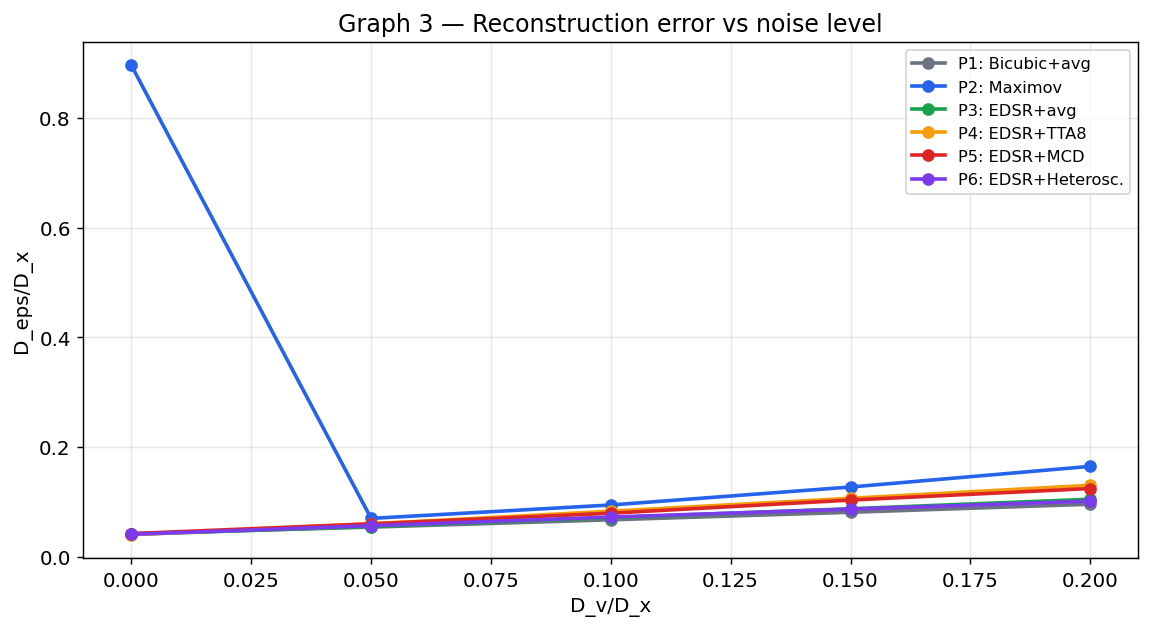 Graph 3 — Reconstruction error vs noise level
P1: Bicubic+avg
P2: Maximov
P3: EDSR+avg
P4: EDSR+TTA8
P5: EDSR+MCD
P6: EDSR+Heterosc.
D_eps/D_x
0.8
0.6
0.4
0.2
0.0
0.000 0.025 0.050 0.075 0.100 0.125 0.150 0.175 0.200
D_v/D_x